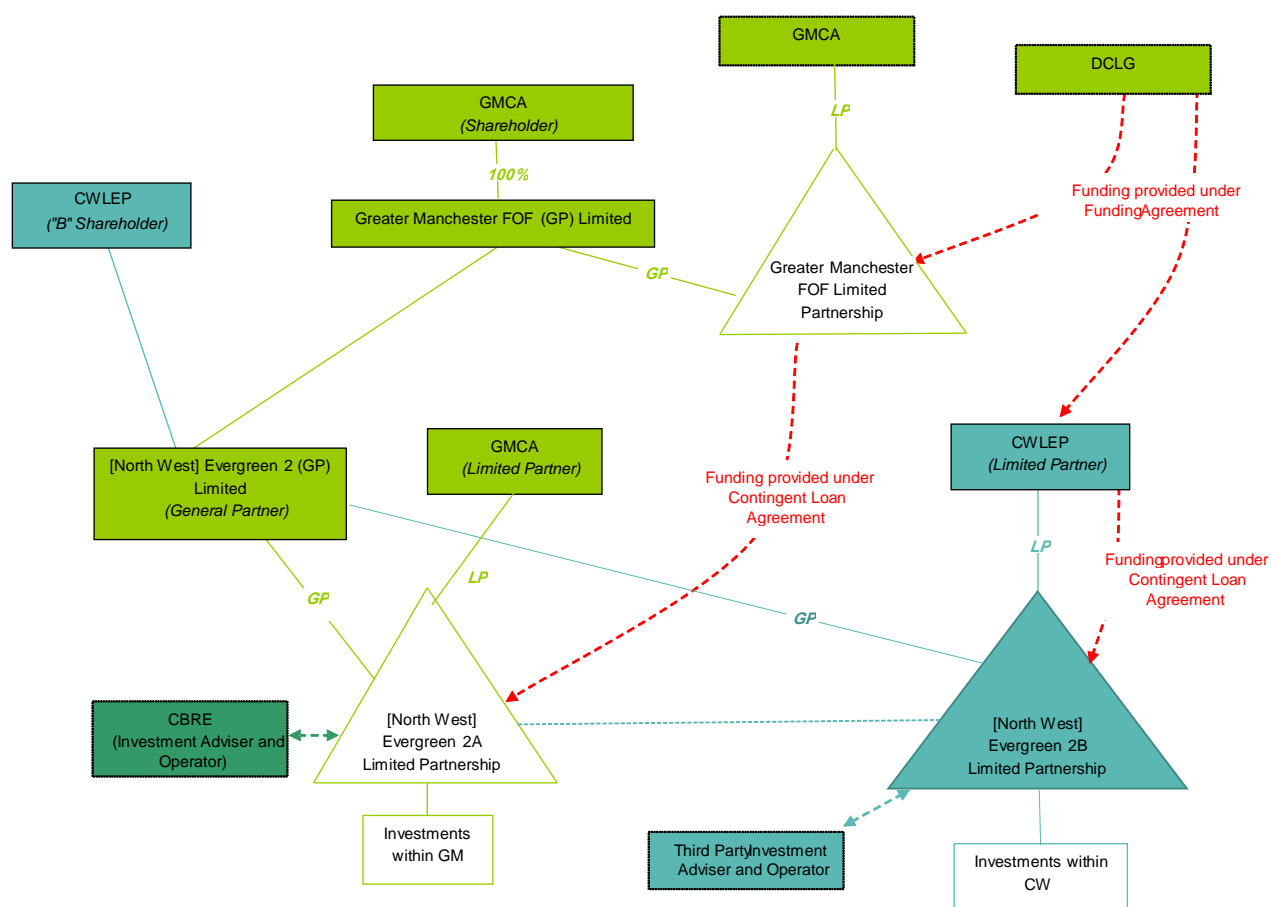 GMCA
DCLG
LP
GMCA
(Shareholder)
100%
Funding provided under
FundingAgreement
CWLEP
("B" Shareholder)
Greater Manchester FOF (GP) Limited
GP
Greater Manchester
FOF Limited
Partnership
[North West] Evergreen 2 (GP)
Limited
(General Partner)
GMCA
(Limited Partner)
CWLEP
(Limited Partner)
Funding provided under
Contingent Loan
Agreement
LP
Fundingprovided under
Contingent Loan
Agreement
GP
LP
GP
CBRE
(Investment Adviser and
Operator)
[North West]
Evergreen 2A
Limited Partnership
[North West]
Evergreen 2B
Limited Partnership
Investments
within GM
Third PartyInvestment
Adviser and Operator
Investments within
CW